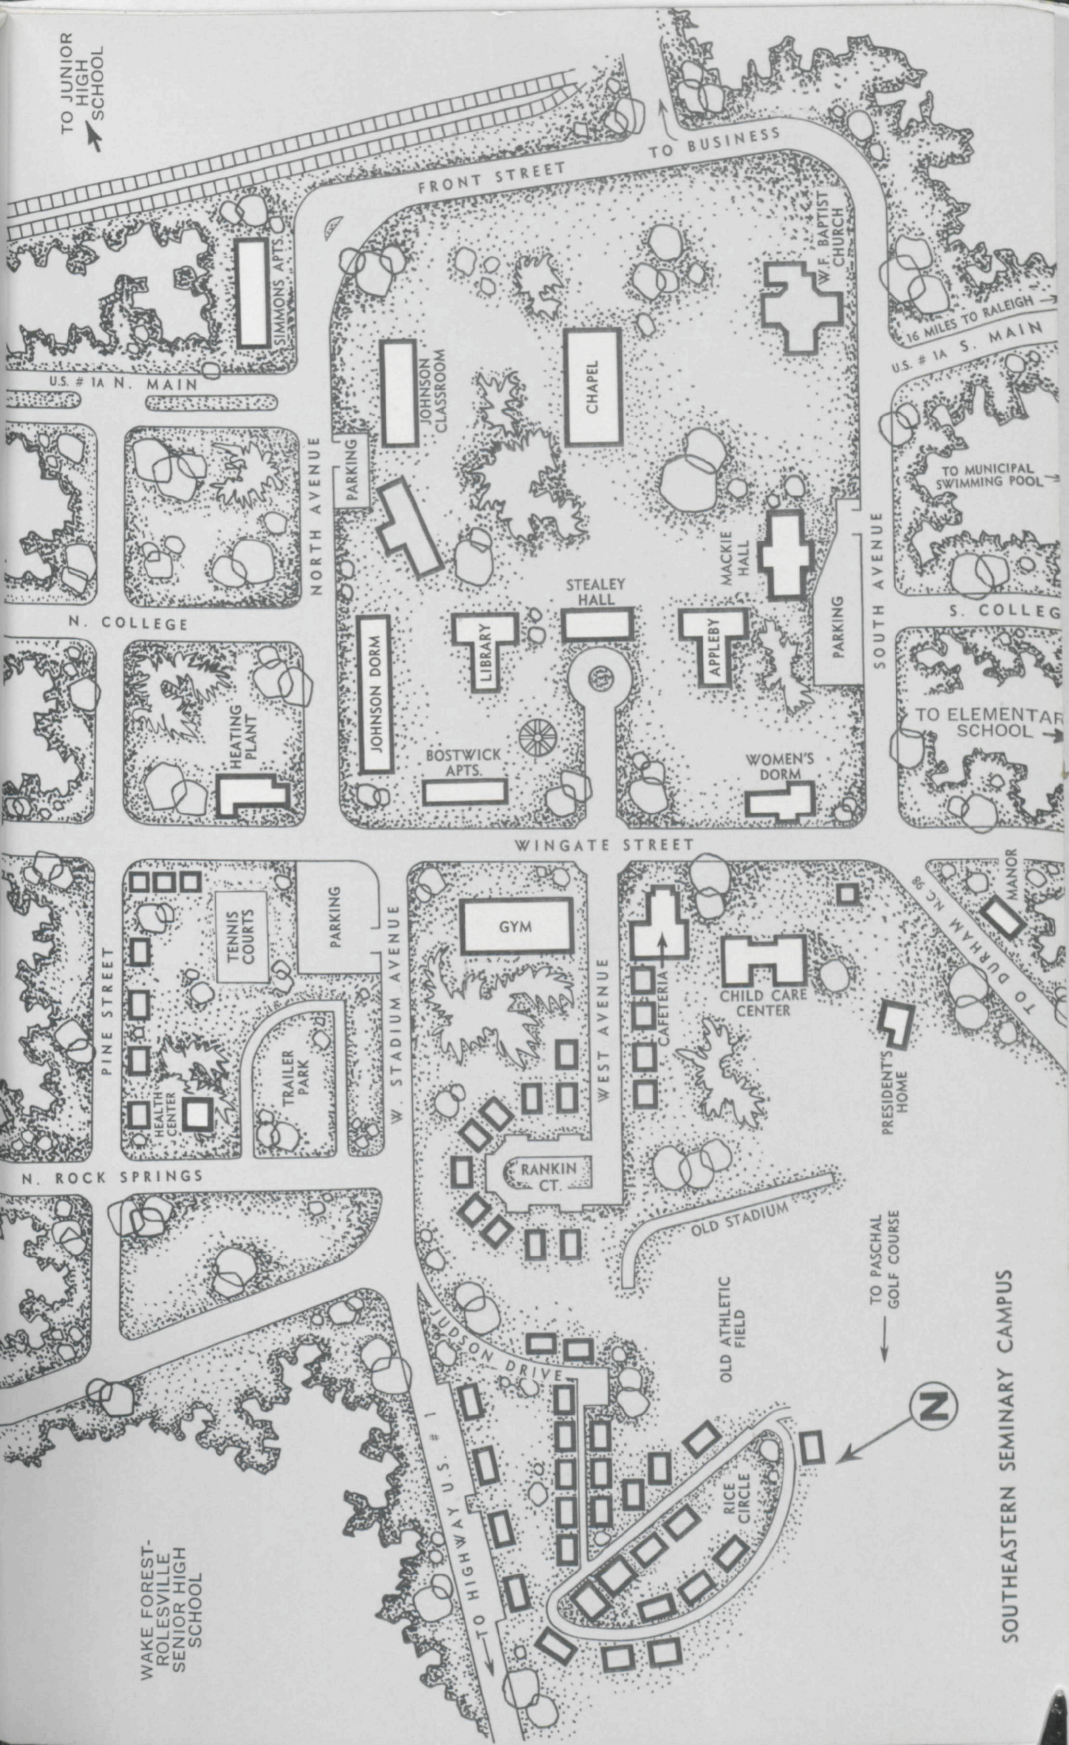 TO JUNIOR
HIGH
SCHOOL
FRONT STREET
TO BUSINESS
W.F. BAPTIST
CHURCH
SIMMONS APTS.
U.S. # 1A N. MAIN
JOHNSON
CLASSROOM
CHAPEL
16 MILES TO RALEIGH
U.S. # 1A S. MAIN
NORTH AVENUE
PARKING
TO MUNICIPAL
SWIMMING POOL
MACKIE
HALL
SOUTH AVENUE
STEALEY
HALL
N. COLLEGE
S. COLLEG
PARKING
JOHNSON DORM
LIBRARY
APPLEBY
HEATING
PLANT
BOSTWICK
APTS.
WOMEN'S
DORM
TO ELEMENTAR
SCHOOL
WINGATE STREET
MANOR
TO DURHAM NC 98
TENNIS
COURTS
PARKING
GYM
CAFETERIA
CHILD CARE
CENTER
PINE STREET
W STADIUM AVENUE
WEST AVENUE
HEALTH
CENTER
TRAILER
PARK
PRESIDENT'S
HOME
N. ROCK SPRINGS
RANKIN
CT.
OLD STADIUM
TO PASCHAL
GOLF COURSE
OLD ATHLETIC
FIELD
JUDSON DRIVE
TO HIGHWAY U.S. # 1
RICE
CIRCLE
N
WAKE FOREST-
ROLESVILLE
SENIOR HIGH
SCHOOL
SOUTHEASTERN SEMINARY CAMPUS